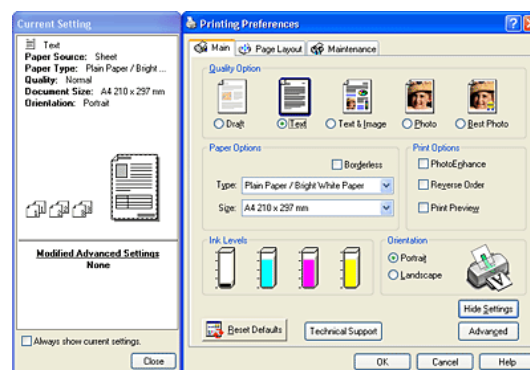 Current Setting
Text
Paper Source: Sheet
Paper Type: Plain Paper / Bright ...
Quality: Normal
Document Size: A4 210 x 297 mm
Orientation: Portrait
1 2 3
Modified Advanced Settings
None
Always show current settings.
Close
Printing Preferences
Main Page Layout Maintenance
Quality Option
Draft Text Text & Image Photo Best Photo
Paper Options
Borderless
Type: Plain Paper / Bright White Paper
Size: A4 210 x 297 mm
Print Options
PhotoEnhance
Reverse Order
Print Preview
Ink Levels
Orientation
Portrait
Landscape
A
Hide Settings
Reset Defaults Technical Support Advanced
OK Cancel Help